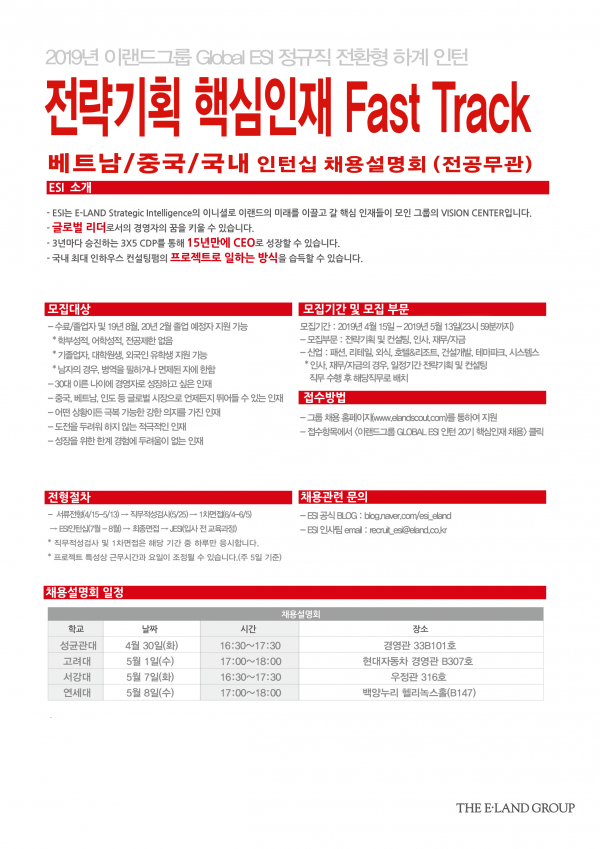 2019년 이랜드그룹 Global ESI 정규직 전환형 하계 인턴
전략기획 핵심인재 Fast Track
베트남/중국/국내 인턴십 채용설명회 (전공무관)
ESI 소개
- ESI는 E-LAND Strategic Intelligence의 이니셜로 이랜드의 미래를 이끌고 갈 핵심 인재들이 모인 그룹의 VISION CENTER입니다.
- 글로벌 리더로서의 경영자의 꿈을 키울 수 있습니다.
- 3년마다 승진하는 3X5 CDP를 통해 15년만에 CEO로 성장할 수 있습니다.
- 국내 최대 인하우스 컨설팅펌의 프로젝트로 일하는 방식을 습득할 수 있습니다.
모집대상
- 수료/졸업자 및 19년 8월, 20년 2월 졸업 예정자 지원 가능
* 학부성적, 어학성적, 전공제한 없음
* 기졸업자, 대학원생, 외국인 유학생 지원 가능
* 남자의 경우, 병역을 필하거나 면제된 자에 한함
- 30대 이른 나이에 경영자로 성장하고 싶은 인재
- 중국, 베트남, 인도 등 글로벌 시장으로 언제든지 뛰어들 수 있는 인재
- 어떤 상황이든 극복 가능한 강한 의지를 가진 인재
- 도전을 두려워 하지 않는 적극적인 인재
- 성장을 위한 한계 경험에 두려움이 없는 인재
모집기간 및 모집 부문
모집기간 : 2019년 4월 15일 - 2019년 5월 13일(23시 59분까지)
- 모집부문 : 전략기획 및 컨설팅, 인사, 재무/자금
- 산업 : 패션, 리테일, 외식, 호텔&리조트, 건설개발, 테마파크, 시스템스
* 인사, 재무/자금의 경우, 일정기간 전략기획 및 컨설팅
직무 수행 후 해당직무로 배치
접수방법
- 그룹 채용 홈페이지(www.elandscout.com)를 통하여 지원
- 접수항목에서 <이랜드그룹 GLOBAL ESI 인턴 20기 핵심인재 채용> 클릭
전형절차
- 서류전형(4/15~5/13) → 직무적성검사(5/25) → 1차면접(6/4~6/5)
→ ESI인턴십(7월 ~ 8월) → 최종면접 → JESI(입사 전 교육과정)
* 직무적성검사 및 1차면접은 해당 기간 중 하루만 응시합니다.
* 프로젝트 특성상 근무시간과 요일이 조정될 수 있습니다.(주 5일 기준)
채용관련 문의
- ESI 공식 BLOG : blog.naver.com/esi_eland
- ESI 인사팀 email : recruit_esi@eland.co.kr
채용설명회 일정
채용설명회
학교 날짜 시간 장소
성균관대 4월 30일(화) 16:30~17:30 경영관 33B101호
고려대 5월 1일(수) 17:00~18:00 현대자동차 경영관 B307호
서강대 5월 7일(화) 16:30~17:30 우정관 316호
연세대 5월 8일(수) 17:00~18:00 백양누리 헬리녹스홀(B147)
THE E·LAND GROUP